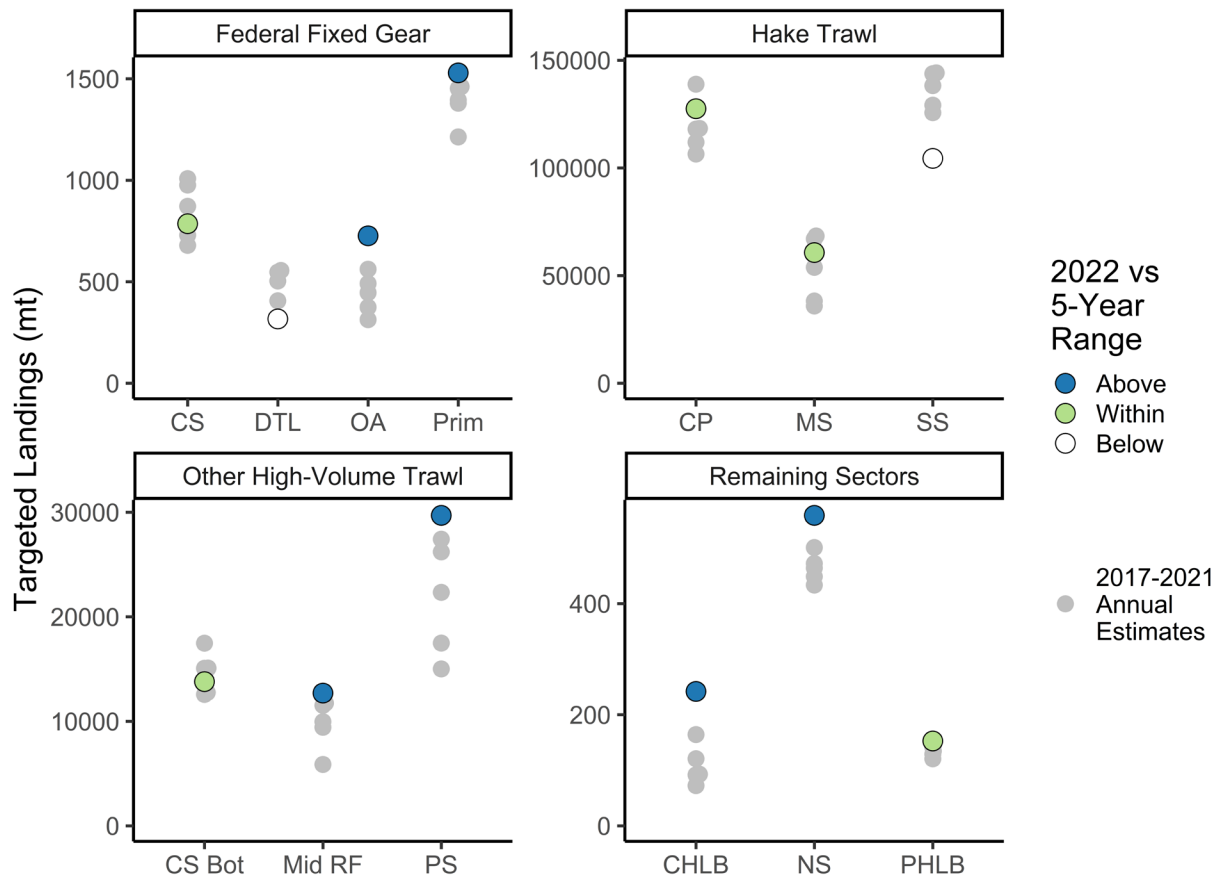 Federal Fixed Gear
Hake Trawl
1500
1000
500
0
CS DTL OA Prim
150000
100000
50000
0
CP MS SS
Targeted Landings (mt)
Other High-Volume Trawl
Remaining Sectors
30000
20000
10000
0
CS Bot Mid RF PS
400
200
0
CHLB NS PHLB
2022 vs
5-Year
Range
Above
Within
Below
2017-2021
Annual
Estimates